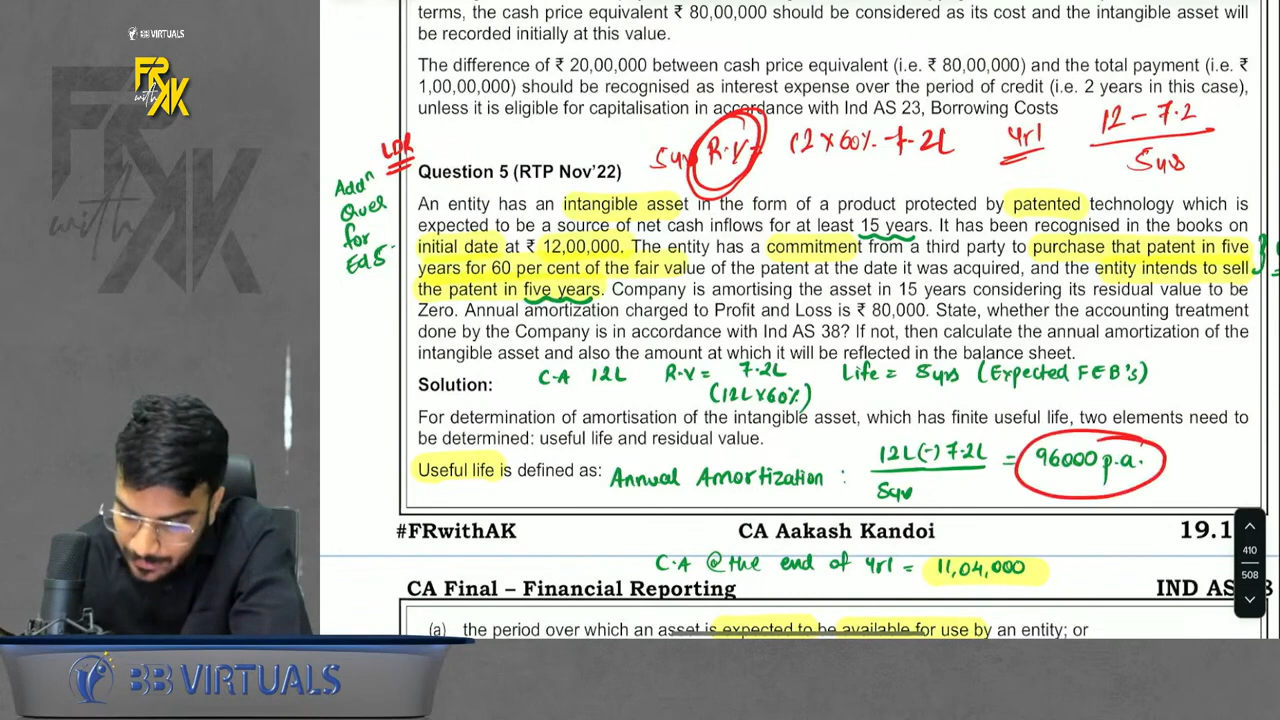 BB VIRTUALS
FR
with
AK
terms, the cash price equivalent ₹ 80,00,000 should be considered as its cost and the intangible asset will
be recorded initially at this value.
The difference of ₹ 20,00,000 between cash price equivalent (i.e. ₹ 80,00,000) and the total payment (i.e. ₹
1,00,00,000) should be recognised as interest expense over the period of credit (i.e. 2 years in this case),
unless it is eligible for capitalisation in accordance with Ind AS 23, Borrowing Costs
5yrs R.V = 12 x 60% 7.2L Yr1 12 - 7.2
5yrs
LDR
Question 5 (RTP Nov'22)
Addn
Ques
for
Ed 5
An entity has an intangible asset in the form of a product protected by patented technology which is
expected to be a source of net cash inflows for at least 15 years. It has been recognised in the books on
initial date at ₹ 12,00,000. The entity has a commitment from a third party to purchase that patent in five
years for 60 per cent of the fair value of the patent at the date it was acquired, and the entity intends to sell
the patent in five years. Company is amortising the asset in 15 years considering its residual value to be
Zero. Annual amortization charged to Profit and Loss is ₹ 80,000. State, whether the accounting treatment
done by the Company is in accordance with Ind AS 38? If not, then calculate the annual amortization of the
intangible asset and also the amount at which it will be reflected in the balance sheet.
Solution: C.A 12L R.V = 7.2L Life = 5yrs (Expected FEB's)
(12L x 60%)
For determination of amortisation of the intangible asset, which has finite useful life, two elements need to
be determined: useful life and residual value.
Useful life is defined as: Annual Amortization : 12L (-) 7.2L = 96000 p.a.
5yrs
#FRwithAK CA Aakash Kandoi 19.1
C.A @ the end of yr1 = 11,04,000
CA Final – Financial Reporting IND AS
(a) the period over which an asset is expected to be available for use by an entity; or
410
508
BB VIRTUALS